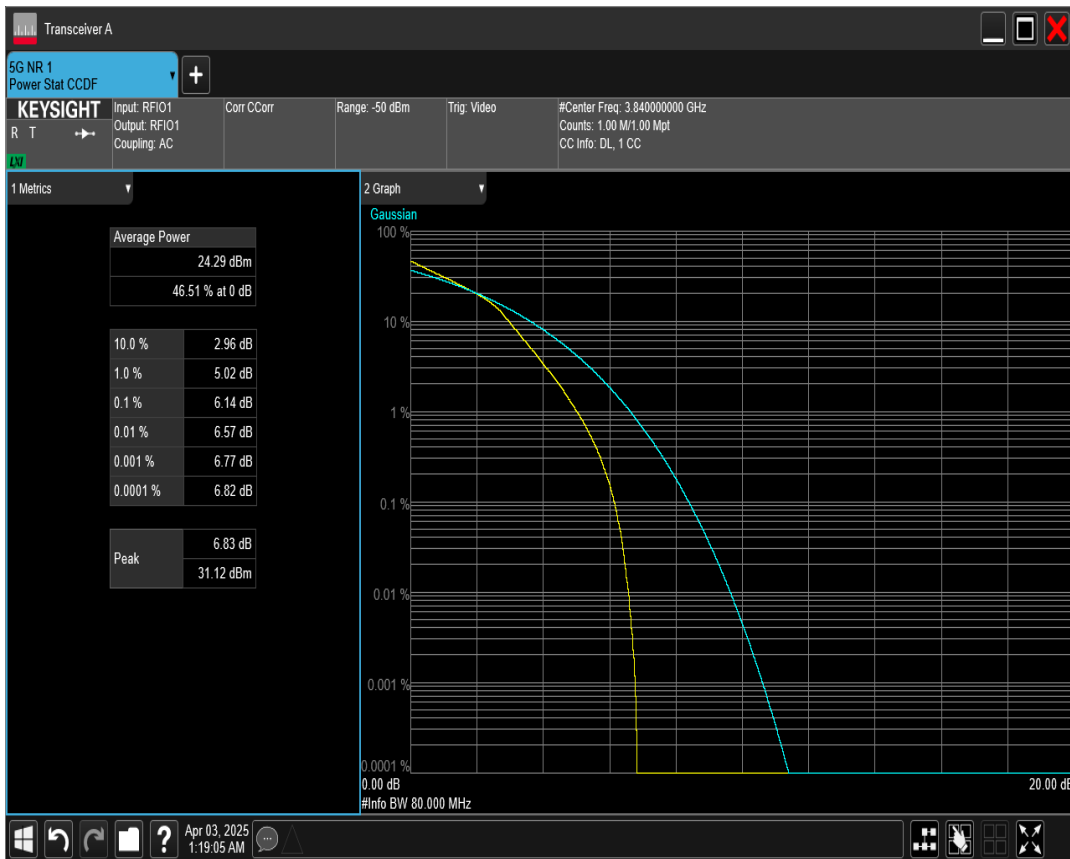 Transceiver A
5G NR 1
Power Stat CCDF
+
KEYSIGHT
R T
LXI
Input: RFIO1
Output: RFIO1
Coupling: AC
Corr CCorr
Range: -50 dBm
Trig: Video
#Center Freq: 3.840000000 GHz
Counts: 1.00 M/1.00 Mpt
CC Info: DL, 1 CC
1 Metrics
Average Power
24.29 dBm
46.51 % at 0 dB
10.0 % 2.96 dB
1.0 % 5.02 dB
0.1 % 6.14 dB
0.01 % 6.57 dB
0.001 % 6.77 dB
0.0001 % 6.82 dB
Peak
6.83 dB
31.12 dBm
2 Graph
Gaussian
100 %
10 %
1 %
0.1 %
0.01 %
0.001 %
0.0001 %
0.00 dB 20.00 dB
#Info BW 80.000 MHz
?
Apr 03, 2025
1:19:05 AM